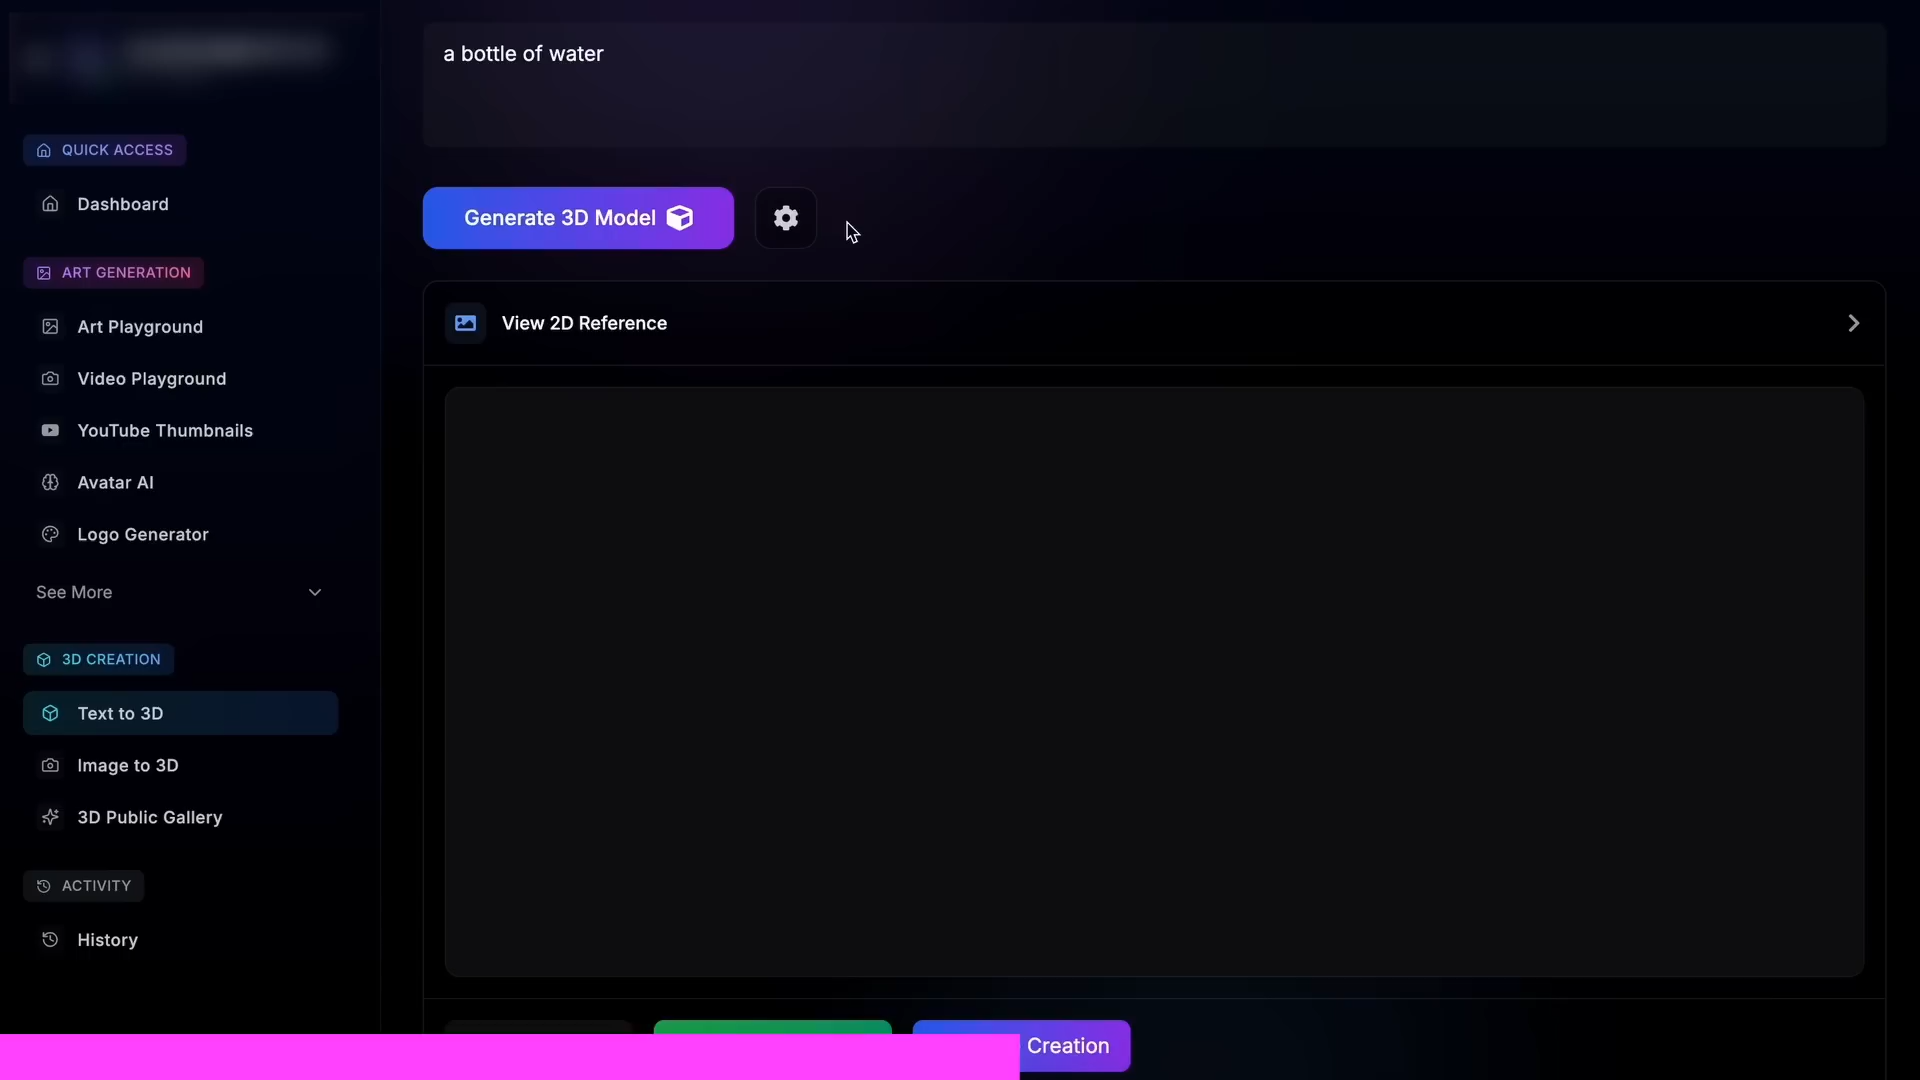 a bottle of water
QUICK ACCESS
Dashboard
Generate 3D Model
ART GENERATION
Art Playground
View 2D Reference
Video Playground
YouTube Thumbnails
Avatar AI
Logo Generator
See More
3D CREATION
Text to 3D
Image to 3D
3D Public Gallery
ACTIVITY
History
Creation